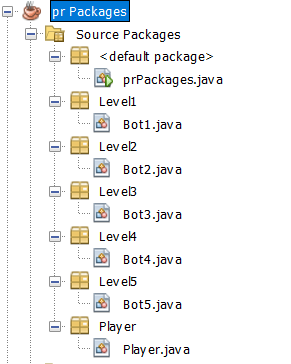 pr Packages
Source Packages
<default package>
prPackages.java
Level1
Bot1.java
Level2
Bot2.java
Level3
Bot3.java
Level4
Bot4.java
Level5
Bot5.java
Player
Player.java